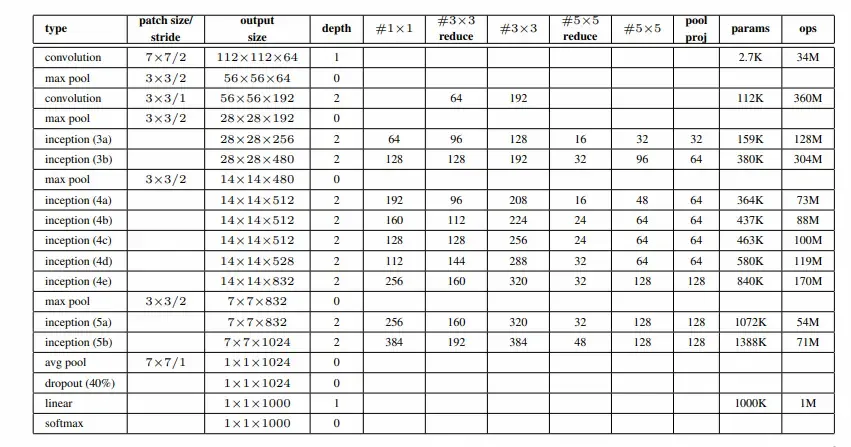 type patch size/ stride output size depth #1×1 #3×3 reduce #3×3 #5×5 reduce #5×5 pool proj params ops
convolution 7×7/2 112×112×64 1 2.7K 34M
max pool 3×3/2 56×56×64 0
convolution 3×3/1 56×56×192 2 64 192 112K 360M
max pool 3×3/2 28×28×192 0
inception (3a) 28×28×256 2 64 96 128 16 32 32 159K 128M
inception (3b) 28×28×480 2 128 128 192 32 96 64 380K 304M
max pool 3×3/2 14×14×480 0
inception (4a) 14×14×512 2 192 96 208 16 48 64 364K 73M
inception (4b) 14×14×512 2 160 112 224 24 64 64 437K 88M
inception (4c) 14×14×512 2 128 128 256 24 64 64 463K 100M
inception (4d) 14×14×528 2 112 144 288 32 64 64 580K 119M
inception (4e) 14×14×832 2 256 160 320 32 128 128 840K 170M
max pool 3×3/2 7×7×832 0
inception (5a) 7×7×832 2 256 160 320 32 128 128 1072K 54M
inception (5b) 7×7×1024 2 384 192 384 48 128 128 1388K 71M
avg pool 7×7/1 1×1×1024 0
dropout (40%) 1×1×1024 0
linear 1×1×1000 1 1000K 1M
softmax 1×1×1000 0